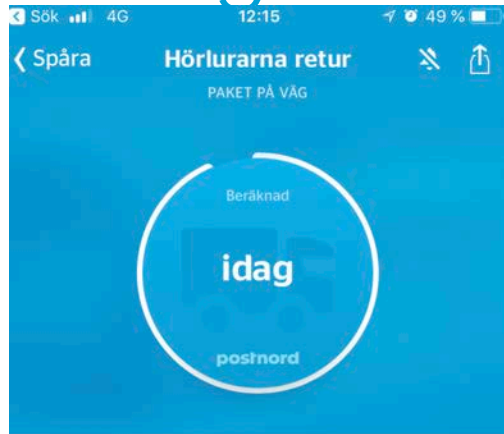 Sök 4G 12:15 49 %
Spåra Hörlurarna retur
PAKET PÅ VÄG
Beräknad
idag
postnord